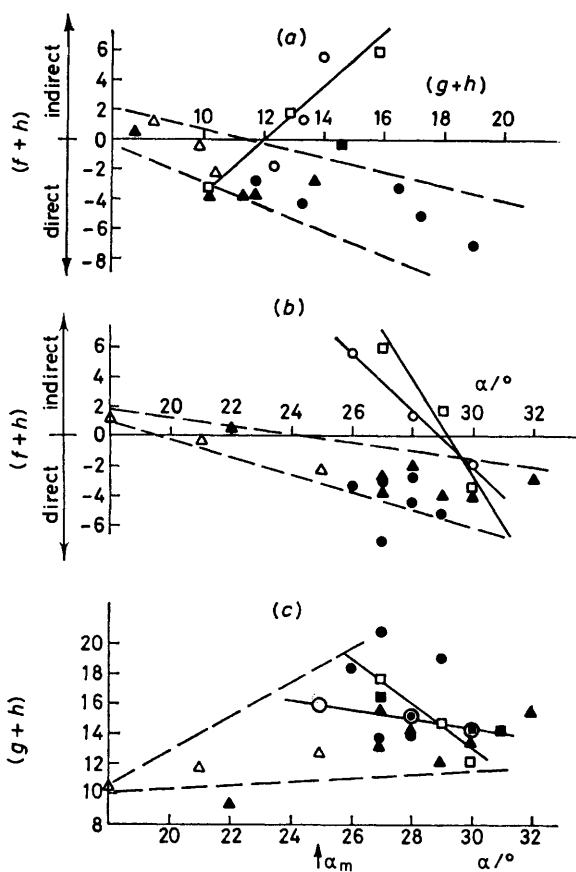 (a)
indirect
direct
(f+h)
6
4
2
0
-2
-4
-6
-8
(g+h)
10 12 14 16 18 20
(b)
indirect
direct
(f+h)
6
4
2
0
-2
-4
-6
α/°
18 20 22 24 26 28 30 32
(c)
(g+h)
20
18
16
14
12
10
8
20 22 24 26 28 30 32
αm
α/°